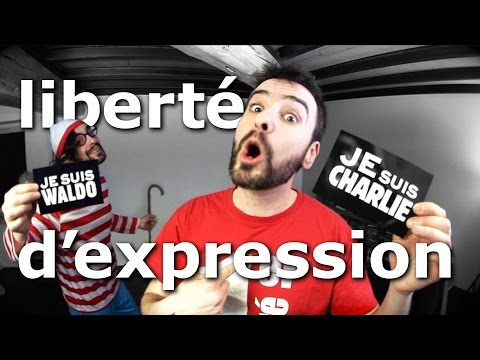 liberté
JE SUIS
WALDO
JE SUIS
CHARLIE
d'expression